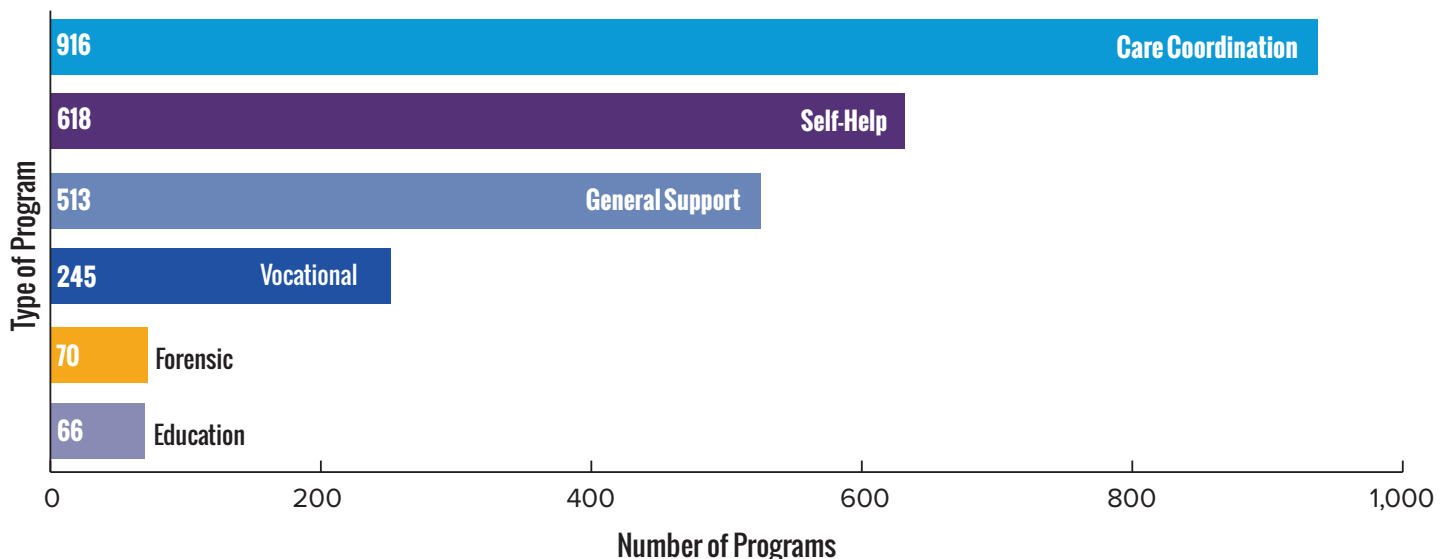 916 Care Coordination
618 Self-Help
513 General Support
245 Vocational
70 Forensic
66 Education
Type of Program
0 200 400 600 800 1,000
Number of Programs